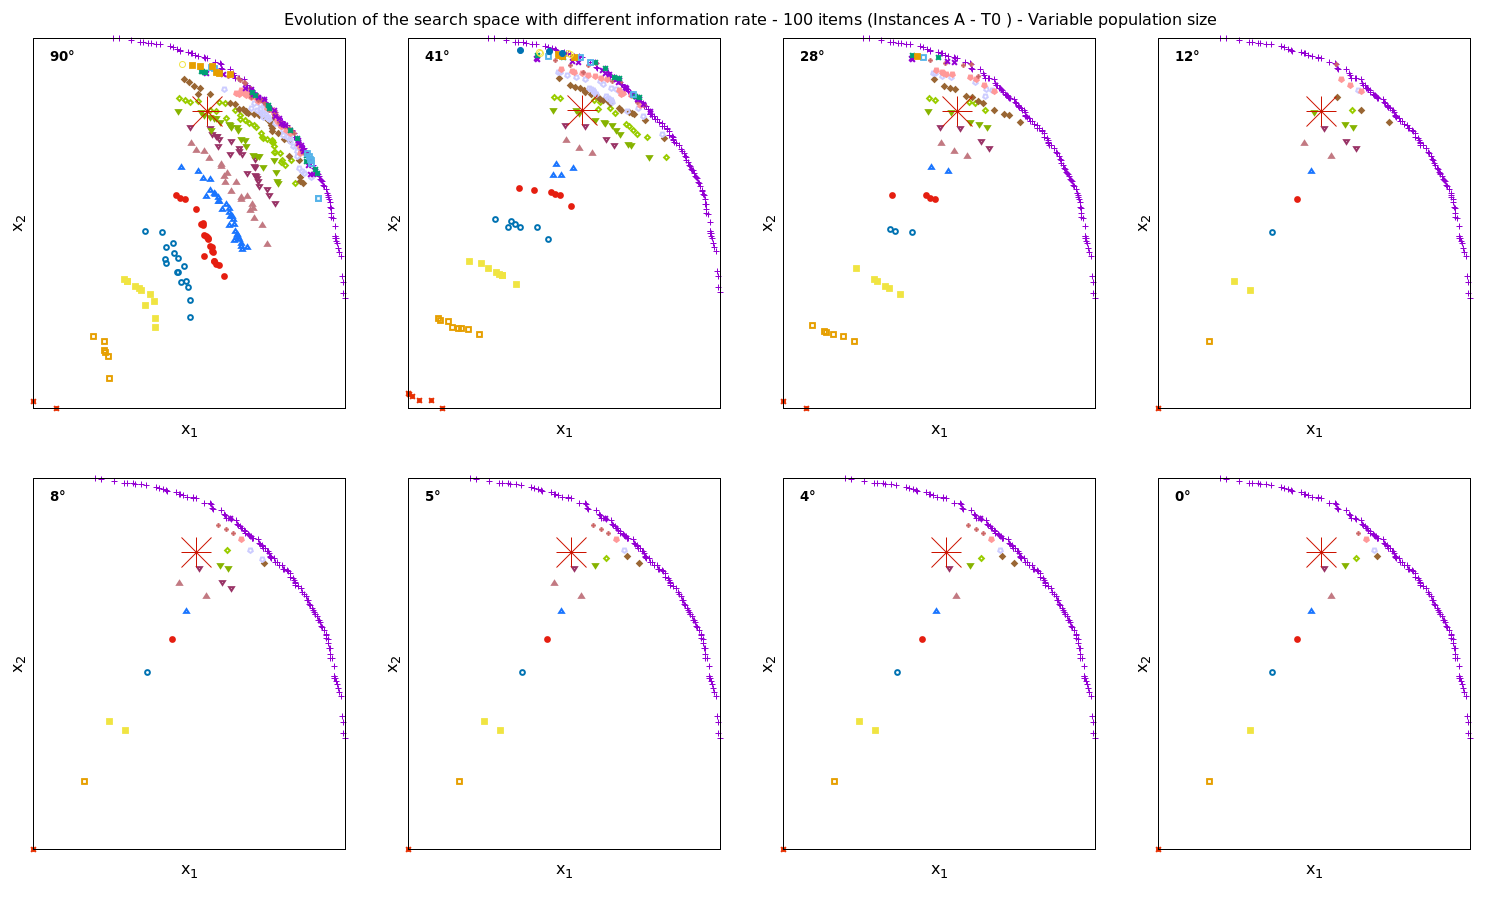 Evolution of the search space with different information rate - 100 items (Instances A - T0 ) - Variable population size
90°
41°
28°
12°
x2
x2
x2
x2
x1
x1
x1
x1
8°
5°
4°
0°
x2
x2
x2
x2
x1
x1
x1
x1